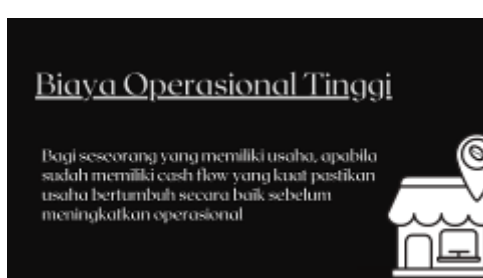 Biaya Operasional Tinggi
Bagi seseorang yang memiliki usaha, apabila
sudah memiliki cash flow yang kuat pastikan
usaha bertumbuh secara baik sebelum
meningkatkan operasional